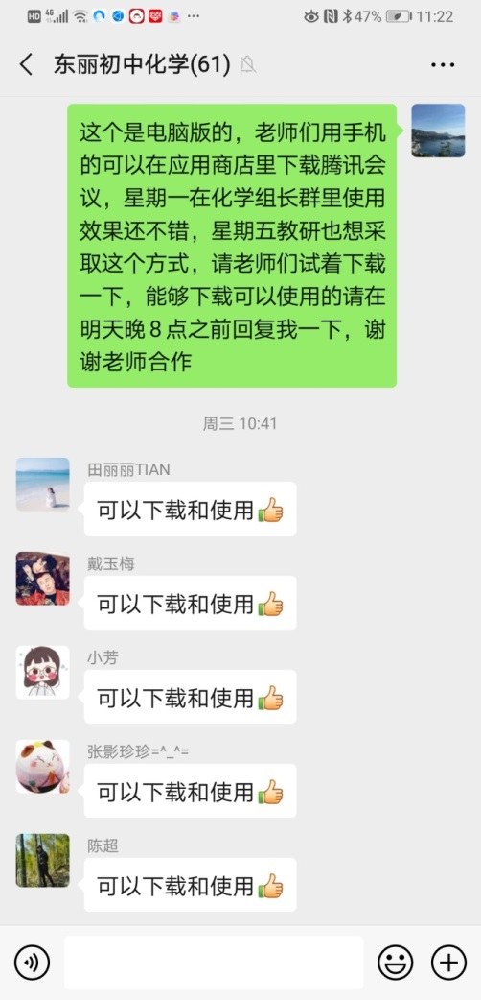 HD 4G 47% 11:22
东丽初中化学(61)
这个是电脑版的，老师们用手机
的可以在应用商店里下载腾讯会
议，星期一在化学组长群里使用
效果还不错，星期五教研也想采
取这个方式，请老师们试着下载
一下，能够下载可以使用的请在
明天晚8点之前回复我一下，谢
谢老师合作
周三 10:41
田丽丽TIAN
可以下载和使用👍
戴玉梅
可以下载和使用👍
小芳
可以下载和使用👍
张影珍珍=^_^=
可以下载和使用👍
陈超
可以下载和使用👍